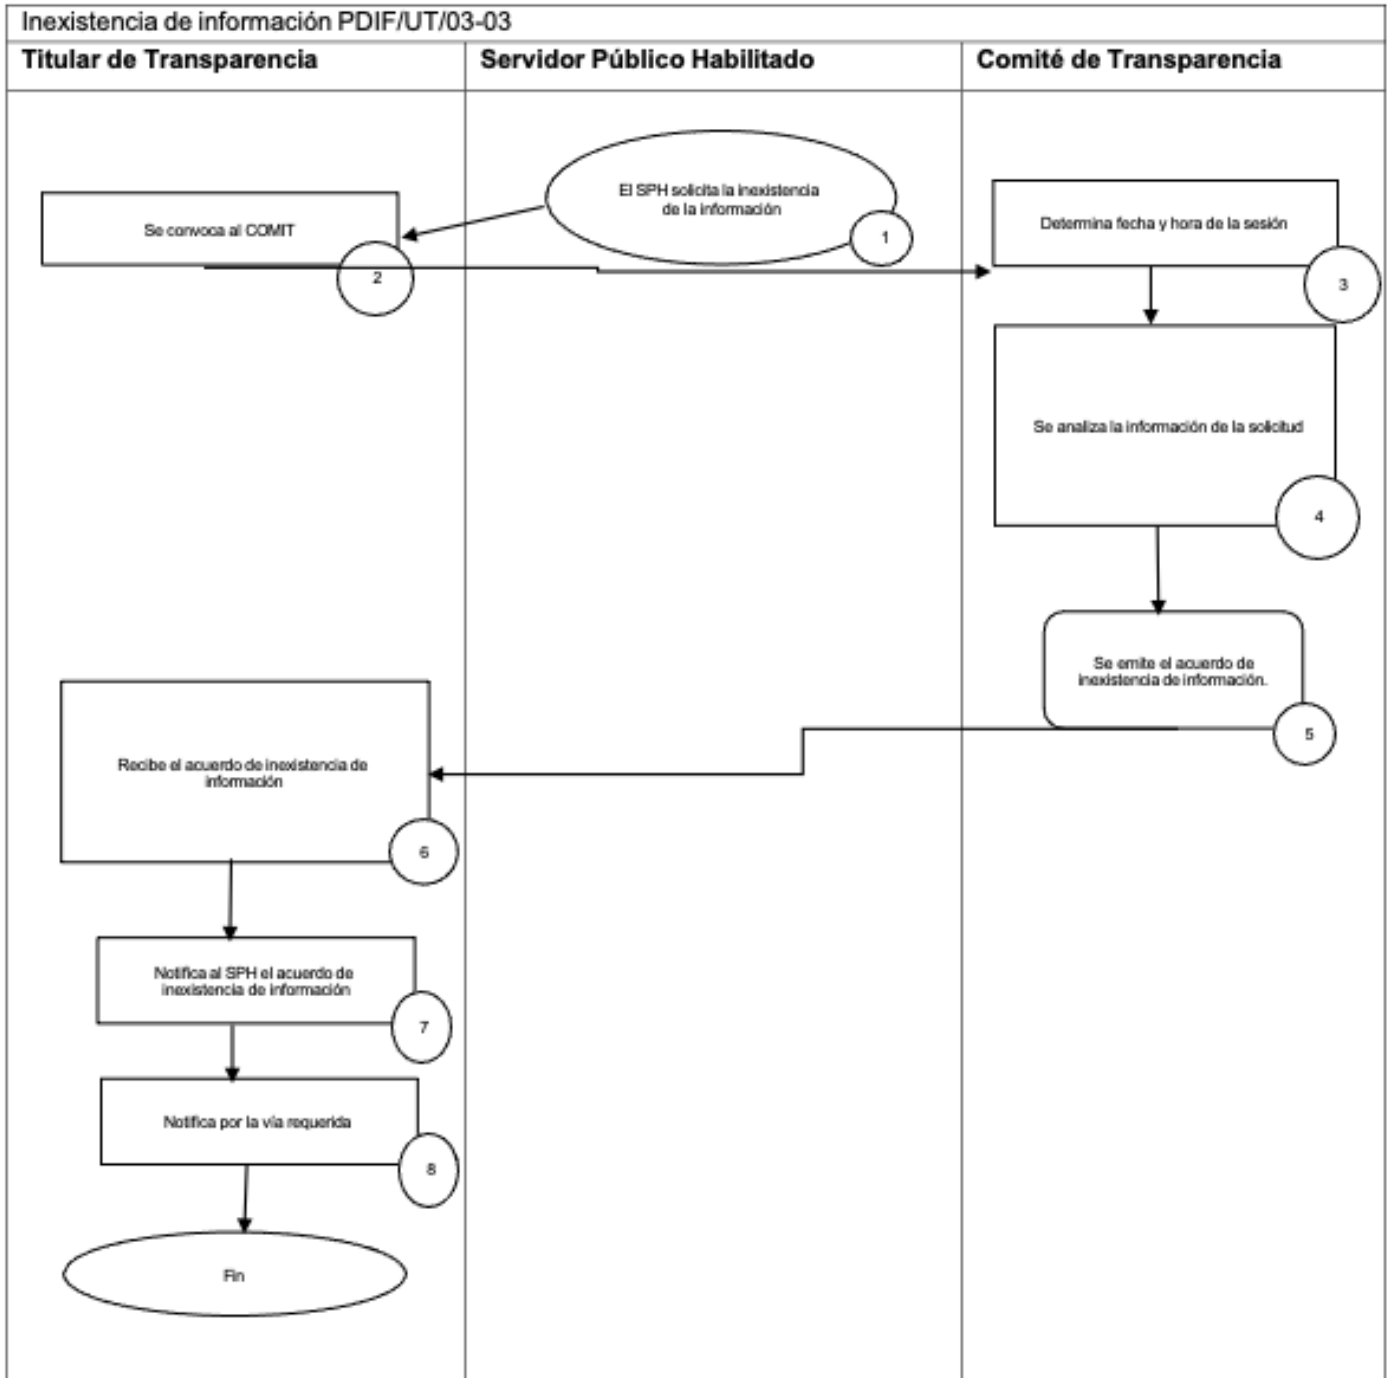 Inexistencia de información PDIF/UT/03-03
Titular de Transparencia
Servidor Público Habilitado
Comité de Transparencia
El SPH solicita la inexistencia
de la información
1
Se convoca al COMIT
2
Determina fecha y hora de la sesión
3
Se analiza la información de la solicitud
4
Se emite el acuerdo de
inexistencia de información.
5
Recibe el acuerdo de inexistencia de
información
6
Notifica al SPH el acuerdo de
inexistencia de información
7
Notifica por la vía requerida
8
Fin